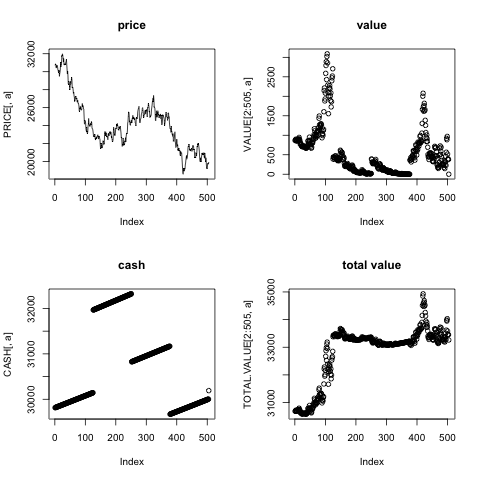 price
PRICE[, a]
20000 26000 32000
0 100 200 300 400 500
Index
value
VALUE[2:505, a]
0 500 1500 2500
0 100 200 300 400 500
Index
cash
CASH[, a]
30000 31000 32000
0 100 200 300 400 500
Index
total value
TOTAL.VALUE[2:505, a]
31000 33000 35000
0 100 200 300 400 500
Index